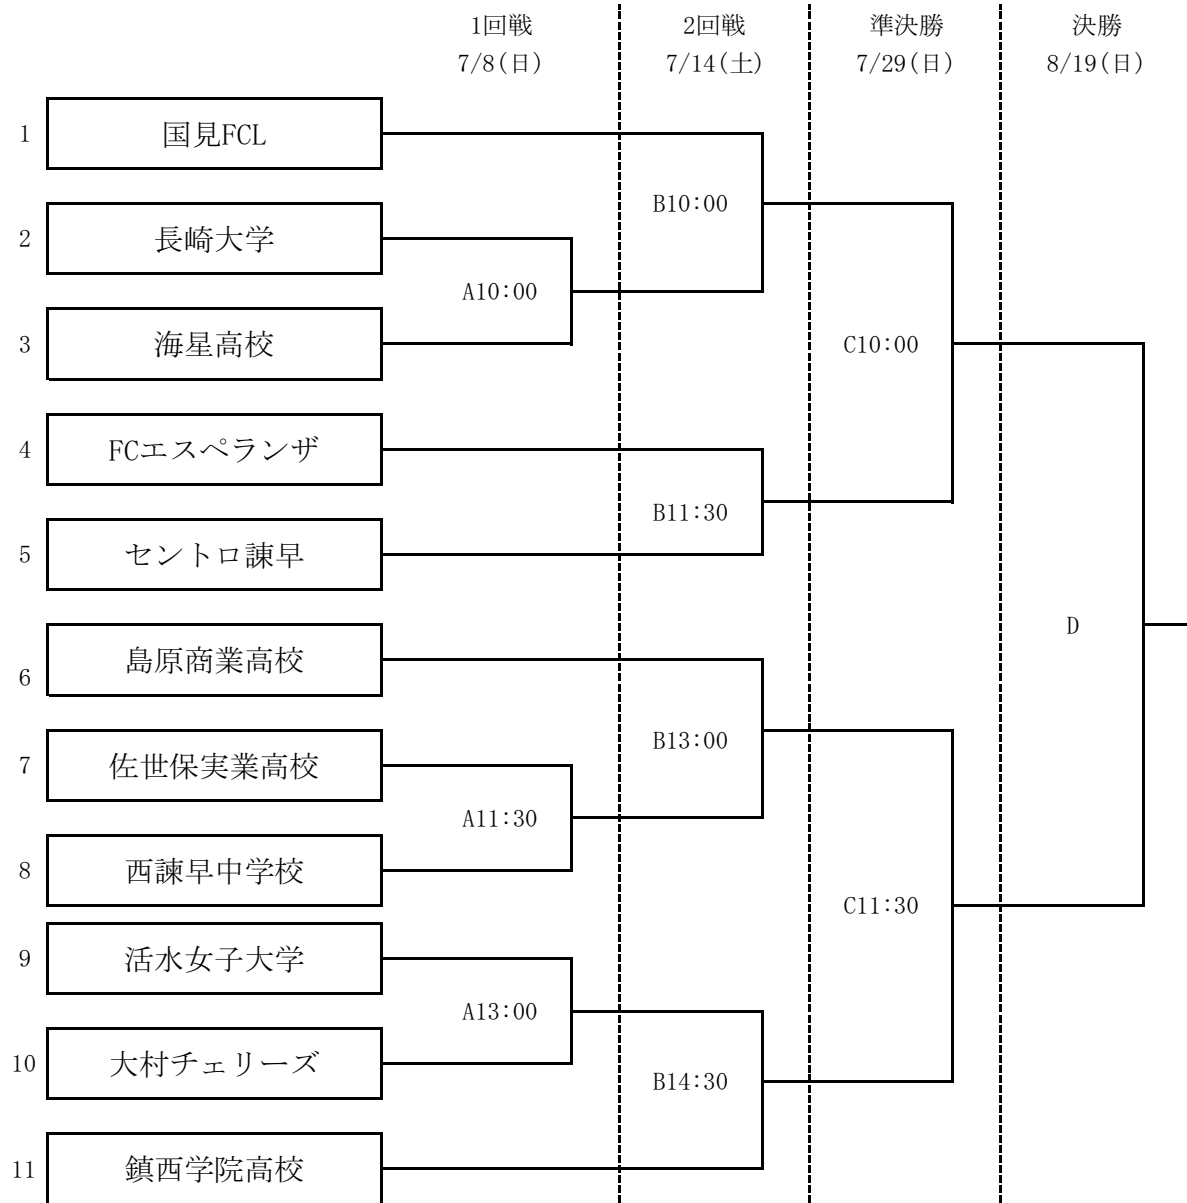 1回戦 2回戦 準決勝 決勝
7/8(日) 7/14(土) 7/29(日) 8/19(日)
1 国見FCL
B10:00
2 長崎大学
A10:00
3 海星高校
C10:00
4 FCエスペランザ
B11:30
5 セントロ諫早
D
6 島原商業高校
B13:00
7 佐世保実業高校
A11:30
8 西諫早中学校
C11:30
9 活水女子大学
A13:00
10 大村チェリーズ
B14:30
11 鎮西学院高校